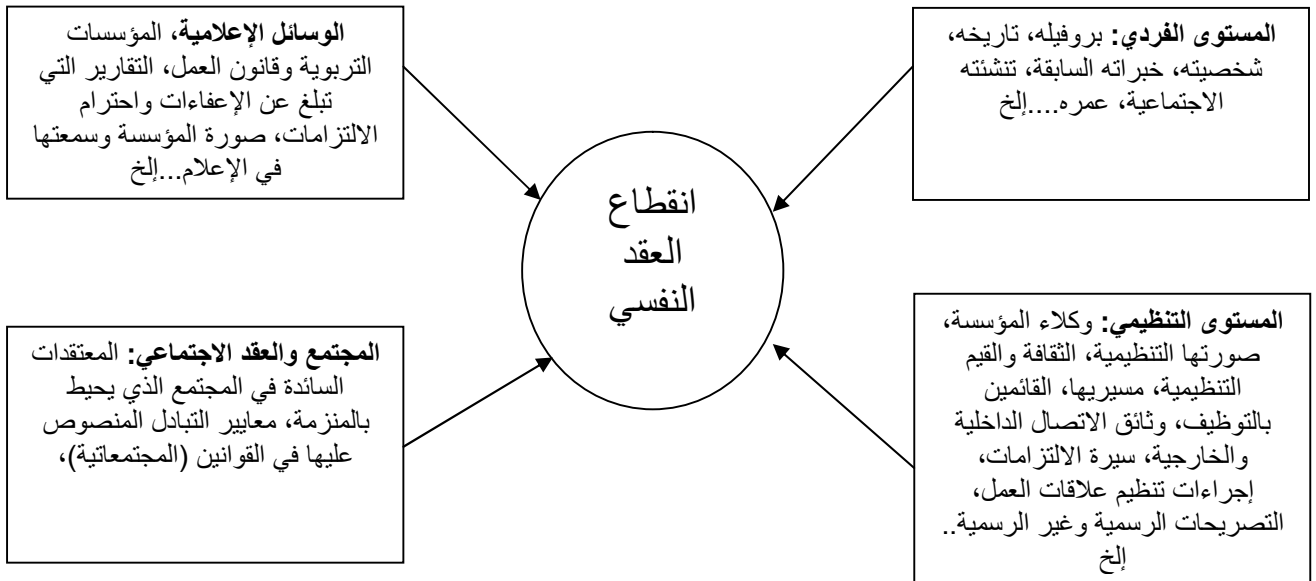 المستوى الفردي: بروفيله، تاريخه،
شخصيته، خبراته السابقة، تنشئته
الاجتماعية، عمره....إلخ
الوسائل الإعلامية، المؤسسات
التربوية وقانون العمل، التقارير التي
تبلغ عن الإعفاءات واحترام
الالتزامات، صورة المؤسسة وسمعتها
في الإعلام...إلخ
انقطاع
العقد
النفسي
المستوى التنظيمي: وكلاء المؤسسة،
صورتها التنظيمية، الثقافة والقيم
التنظيمية، مسيريها، القائمين
بالتوظيف، وثائق الاتصال الداخلية
والخارجية، سيرة الالتزامات،
إجراءات تنظيم علاقات العمل،
التصريحات الرسمية وغير الرسمية..
إلخ
المجتمع والعقد الاجتماعي: المعتقدات
السائدة في المجتمع الذي يحيط
بالمنزمة، معايير التبادل المنصوص
عليها في القوانين (المجتمعاتية)،